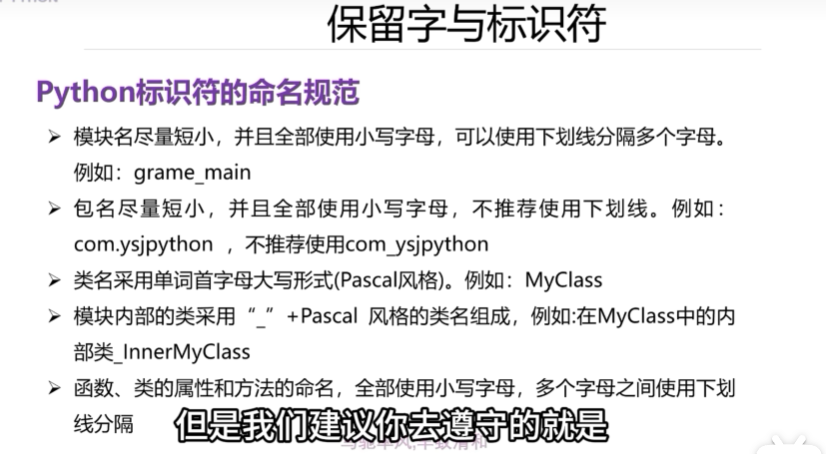 保留字与标识符
Python标识符的命名规范
➢ 模块名尽量短小，并且全部使用小写字母，可以使用下划线分隔多个字母。
例如：grame_main
➢ 包名尽量短小，并且全部使用小写字母，不推荐使用下划线。例如：
com.ysjpython ，不推荐使用com_ysjpython
➢ 类名采用单词首字母大写形式(Pascal风格)。例如：MyClass
➢ 模块内部的类采用“_”+Pascal 风格的类名组成，例如:在MyClass中的内
部类_InnerMyClass
➢ 函数、类的属性和方法的命名，全部使用小写字母，多个字母之间使用下划
线分隔
但是我们建议你去遵守的就是